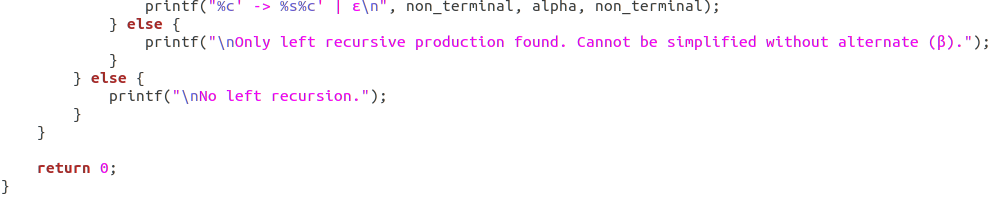 printf("%c' -> %s%c' | ε\n", non_terminal, alpha, non_terminal);
} else {
printf("\nOnly left recursive production found. Cannot be simplified without alternate (β).");
}
} else {
printf("\nNo left recursion.");
}
}
return 0;
}